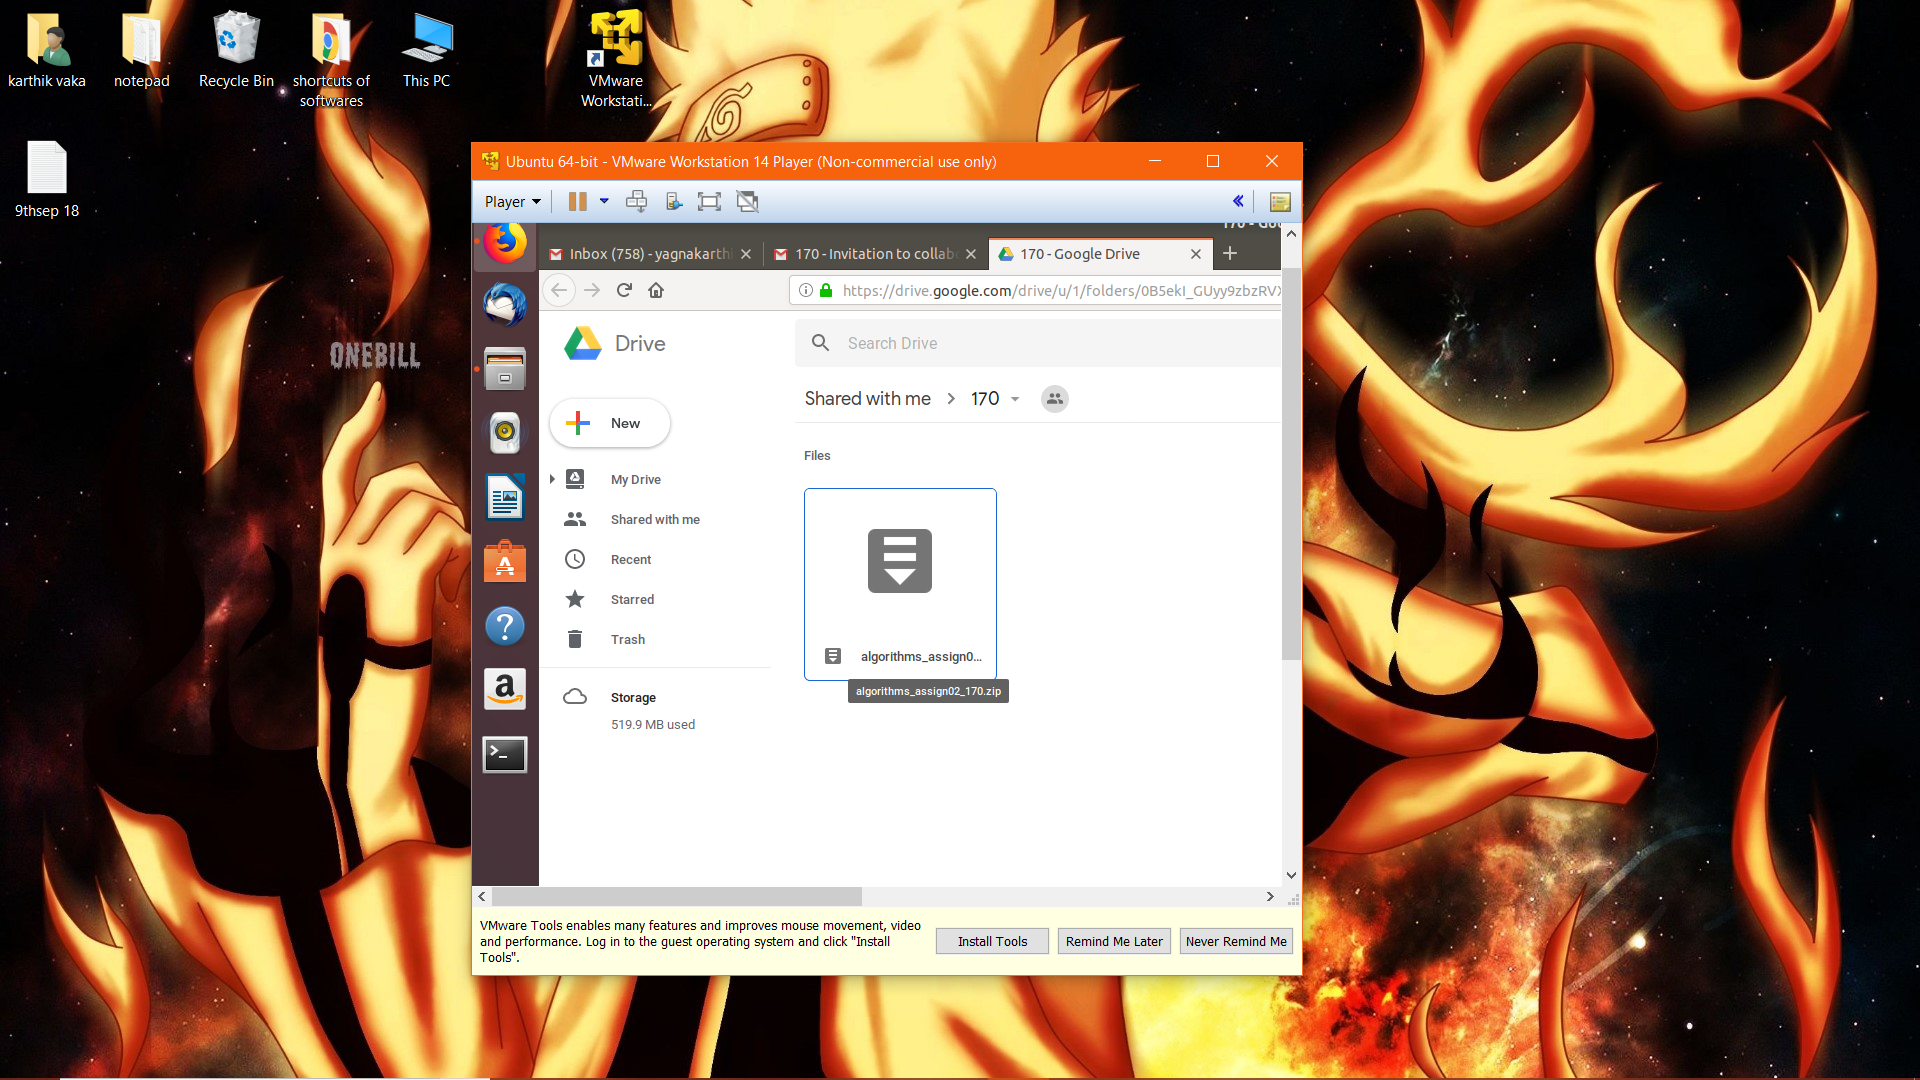 karthik vaka
notepad
Recycle Bin
shortcuts of
softwares
This PC
VMware
Workstati...
9thsep 18
ONEBILL
Ubuntu 64-bit - VMware Workstation 14 Player (Non-commercial use only)
Player
Inbox (758) - yagnakarth
170 - Invitation to collab
170 - Google Drive
https://drive.google.com/drive/u/1/folders/0B5ekI_GUyy9zbzRV
Drive
Search Drive
Shared with me > 170
New
Files
My Drive
Shared with me
Recent
Starred
Trash
algorithms_assign0...
algorithms_assign02_170.zip
Storage
519.9 MB used
VMware Tools enables many features and improves mouse movement, video
and performance. Log in to the guest operating system and click "Install
Tools".
Install Tools
Remind Me Later
Never Remind Me